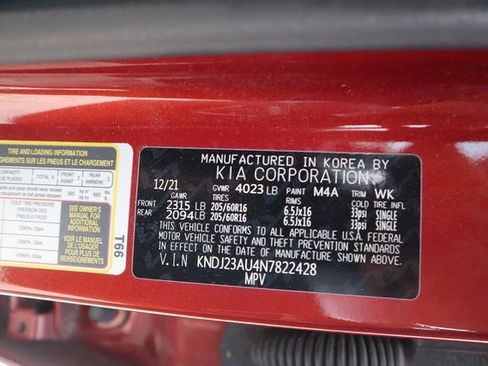 TIRE AND LOADING INFORMATION
RENSEIGNEMENTS SUR LES PNEUS ET LE CHARGEMENT
SEE OWNER'S
MANUAL FOR
ADDITIONAL
INFORMATION
VOIR LE MANUEL
DE L'USAGER
POUR PLUS DE
RENSEIGNEMENTS
T66
MANUFACTURED IN KOREA BY
KIA CORPORATION
12/21 GVWR 4023 LB PAINT M4A TRIM WK
FRONT 2315 LB TIRES 205/60R16 RIMS 6.5Jx16 COLD TIRE 33psi SINGLE
REAR 2094 LB 205/60R16 6.5Jx16 33psi SINGLE
THIS VEHICLE CONFORMS TO ALL APPLICABLE U.S.A FEDERAL
MOTOR VEHICLE SAFETY AND THEFT PREVENTION STANDARDS
IN EFFECT ON THE DATE OF MANUFACTURE SHOWN ABOVE.
V.I.N KNDJ23AU4N7822428
MPV